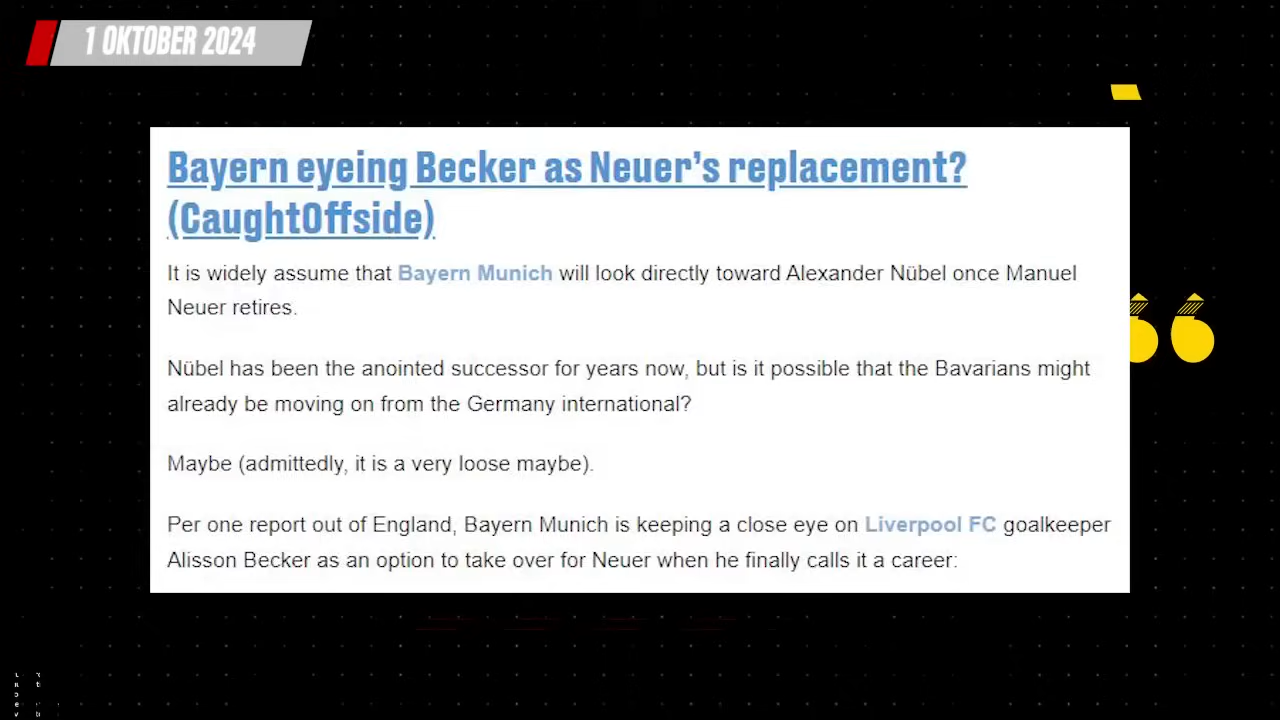 1 OKTOBER 2024
Bayern eyeing Becker as Neuer’s replacement?
(CaughtOffside)
It is widely assume that Bayern Munich will look directly toward Alexander Nübel once Manuel
Neuer retires.
Nübel has been the anointed successor for years now, but is it possible that the Bavarians might
already be moving on from the Germany international?
Maybe (admittedly, it is a very loose maybe).
Per one report out of England, Bayern Munich is keeping a close eye on Liverpool FC goalkeeper
Alisson Becker as an option to take over for Neuer when he finally calls it a career: